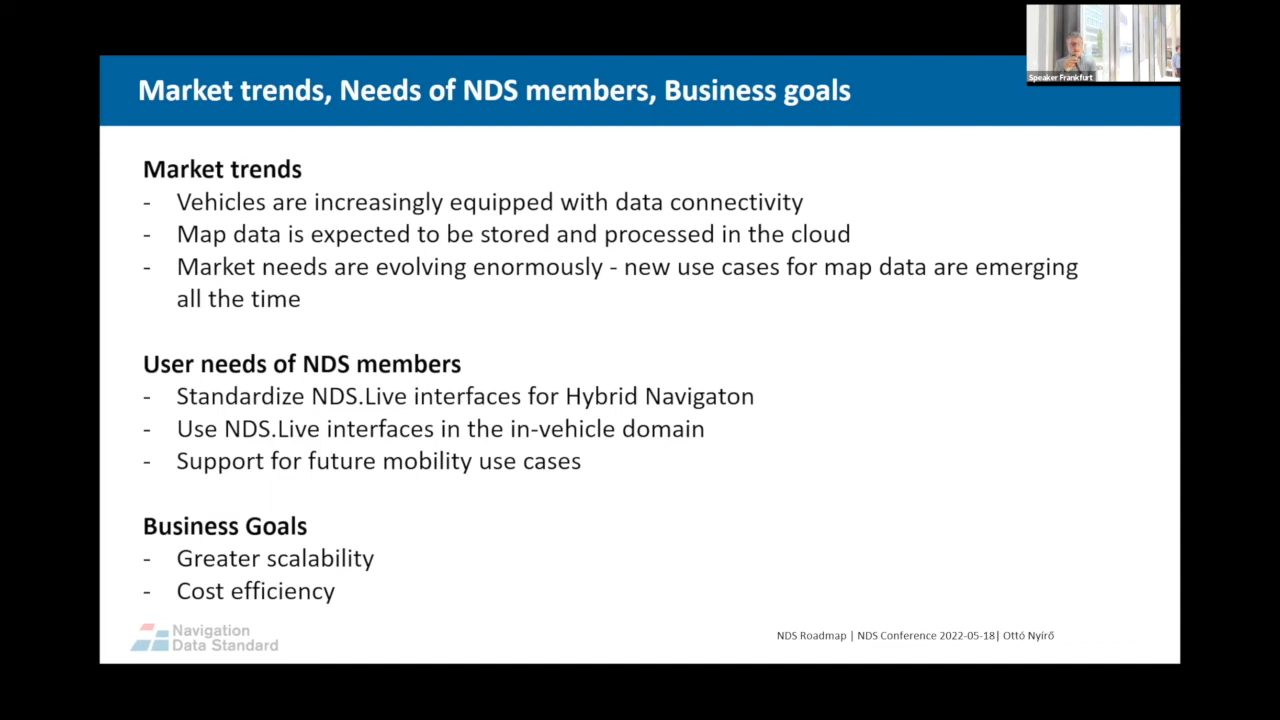 Speaker Frankfurt
Market trends, Needs of NDS members, Business goals
Market trends
- Vehicles are increasingly equipped with data connectivity
- Map data is expected to be stored and processed in the cloud
- Market needs are evolving enormously - new use cases for map data are emerging
all the time
User needs of NDS members
- Standardize NDS.Live interfaces for Hybrid Navigaton
- Use NDS.Live interfaces in the in-vehicle domain
- Support for future mobility use cases
Business Goals
- Greater scalability
- Cost efficiency
Navigation
Data Standard
NDS Roadmap | NDS Conference 2022-05-18| Ottó Nyírő